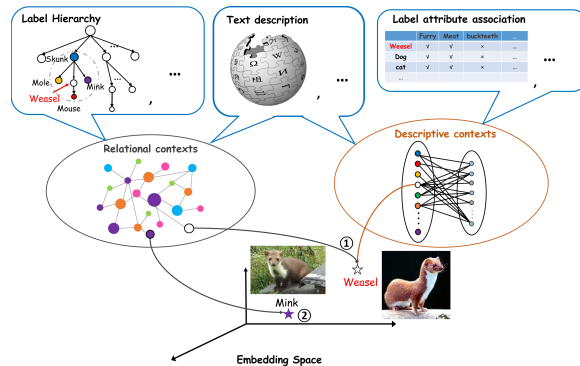 Label Hierarchy
Skunk
Mole
Mink
Weasel
Mouse
, ...
Text description
, ...
Label attribute association
Furry Meat buckteeth ...
Weasel √ √ × ...
Dog √ √ × ...
cat √ √ × ...
...
, ...
Relational contexts
Descriptive contexts
①
Weasel
Mink
②
Embedding Space